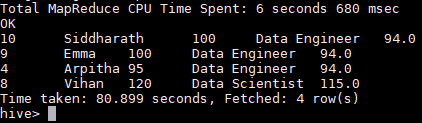 Total MapReduce CPU Time Spent: 6 seconds 680 msec
OK
10 Siddharath 100 Data Engineer 94.0
9 Emma 100 Data Engineer 94.0
4 Arpitha 95 Data Engineer 94.0
8 Vihan 120 Data Scientist 115.0
Time taken: 80.899 seconds, Fetched: 4 row(s)
hive>